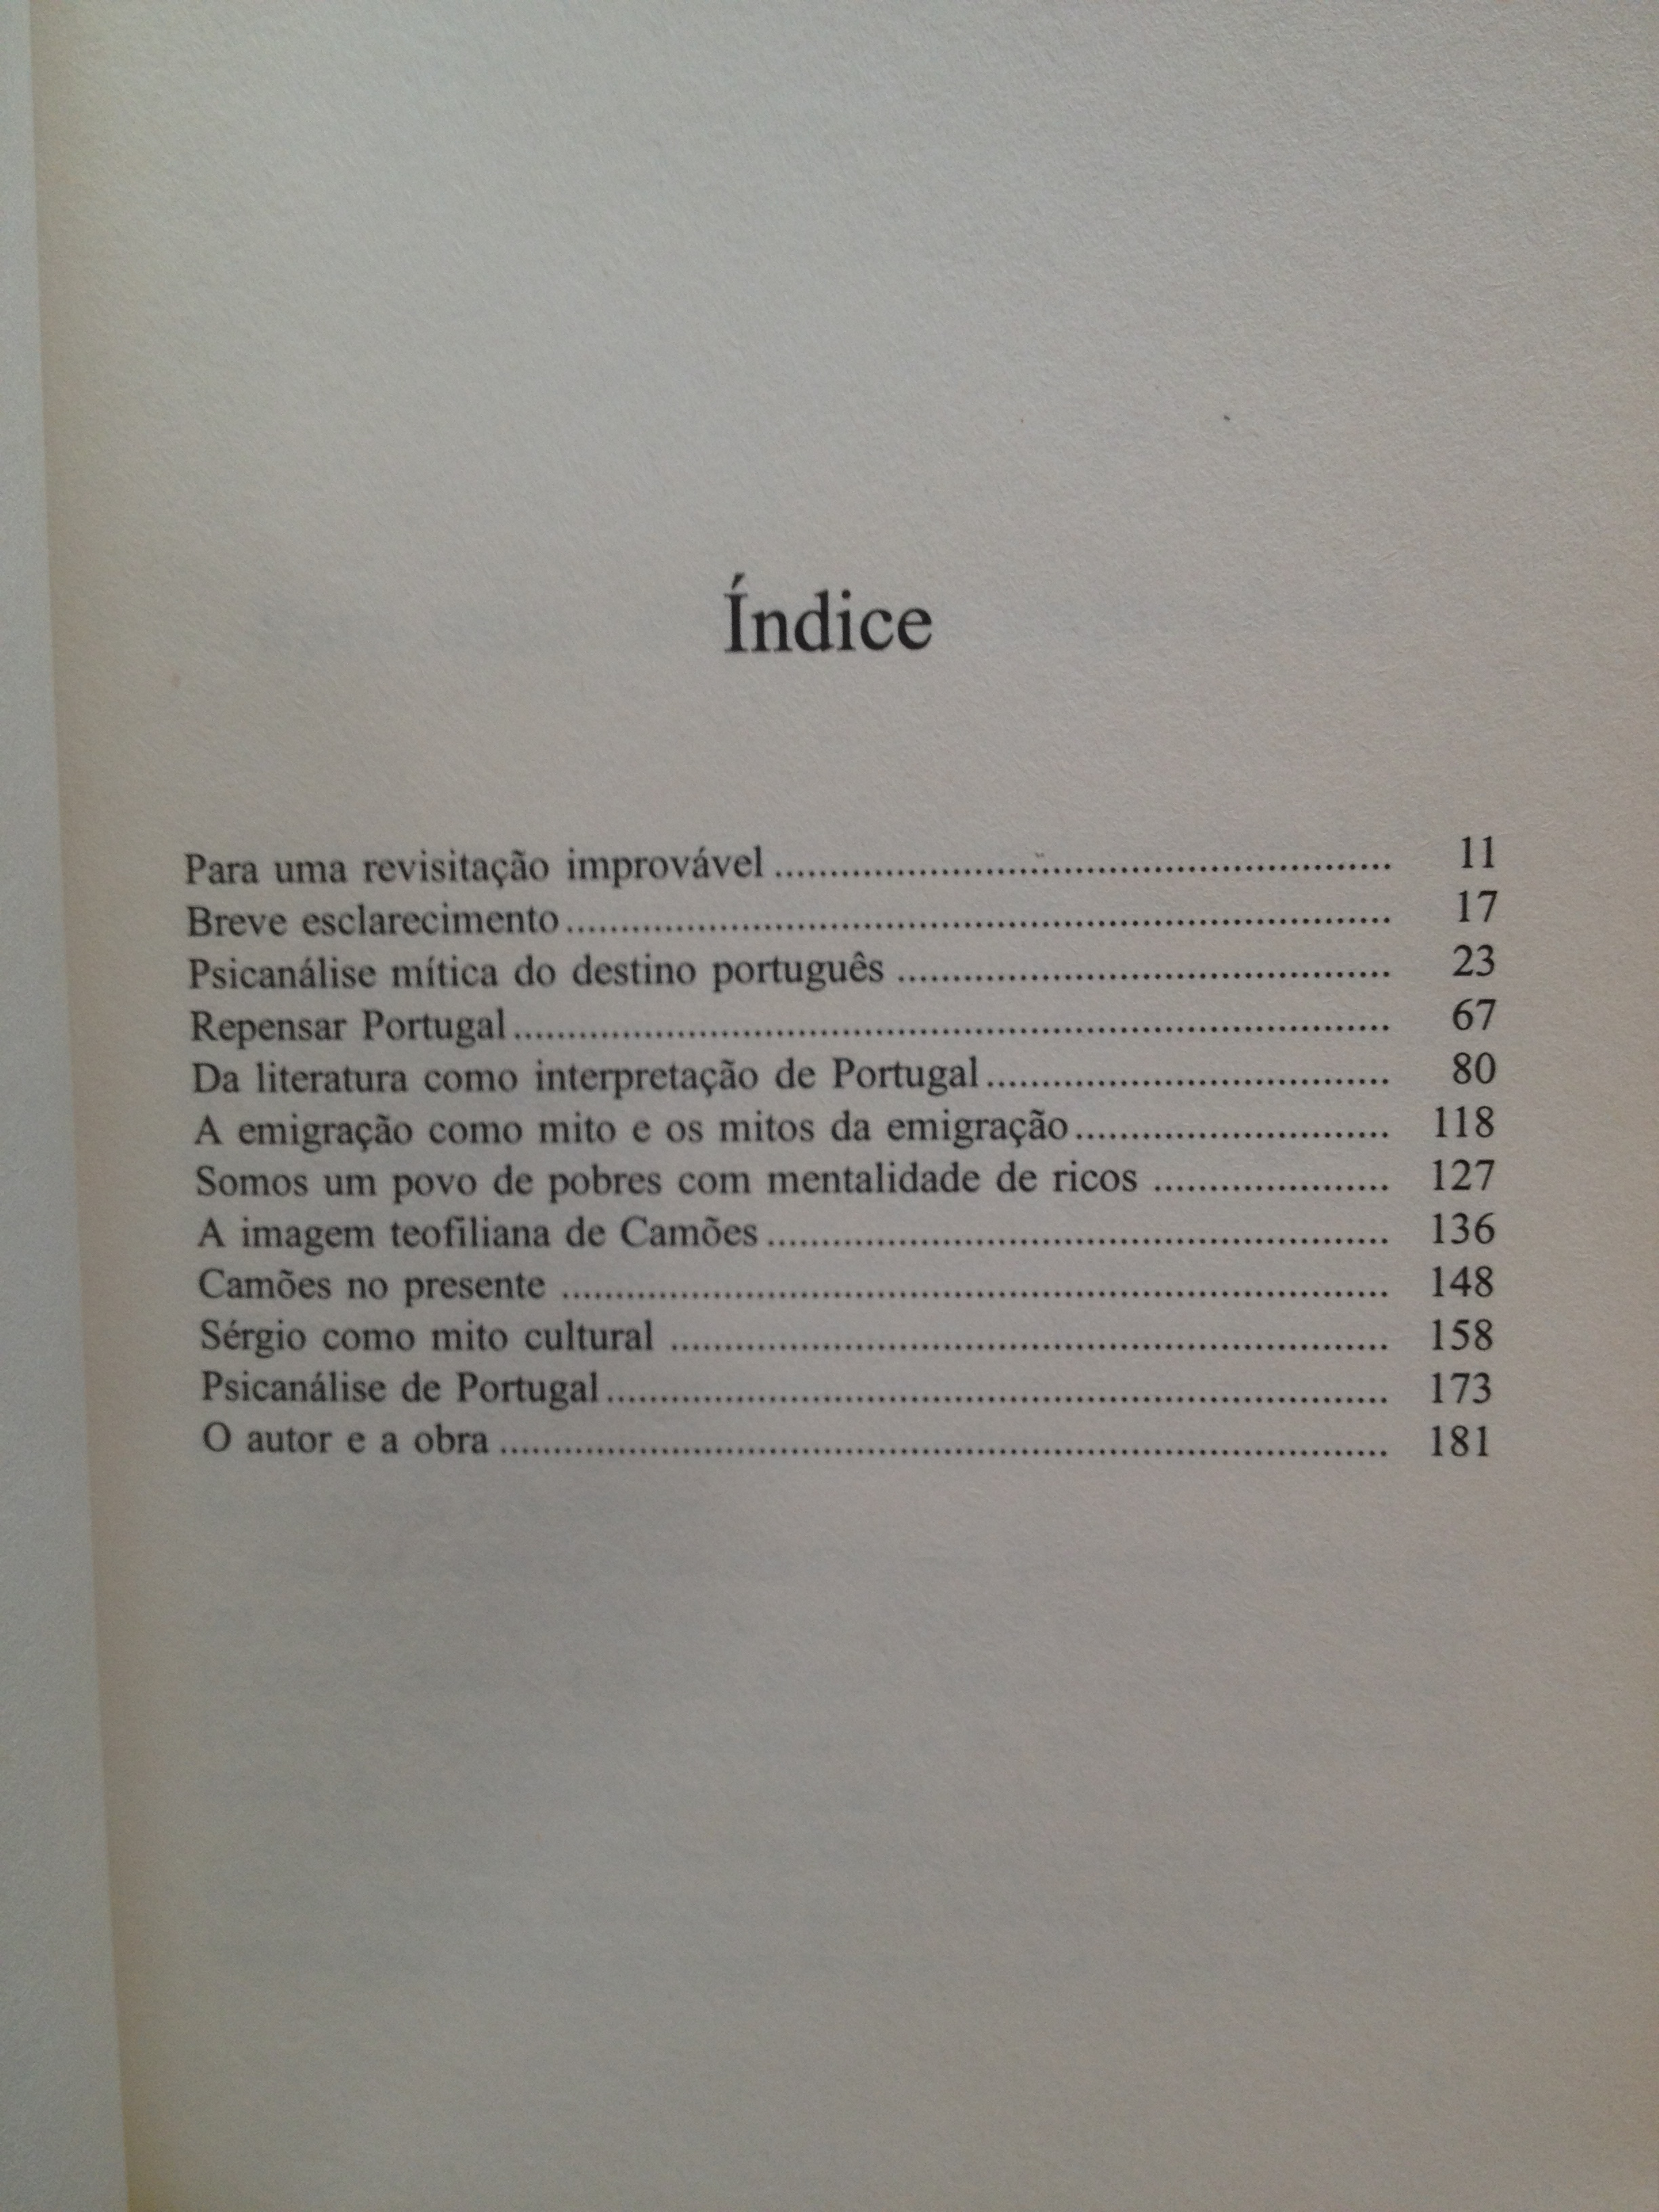 Índice
Para uma revisitação improvável ........................................ 11
Breve esclarecimento ........................................ 17
Psicanálise mítica do destino português ........................................ 23
Repensar Portugal ........................................ 67
Da literatura como interpretação de Portugal ........................................ 80
A emigração como mito e os mitos da emigração ........................................ 118
Somos um povo de pobres com mentalidade de ricos ........................................ 127
A imagem teofiliana de Camões ........................................ 136
Camões no presente ........................................ 148
Sérgio como mito cultural ........................................ 158
Psicanálise de Portugal ........................................ 173
O autor e a obra ........................................ 181